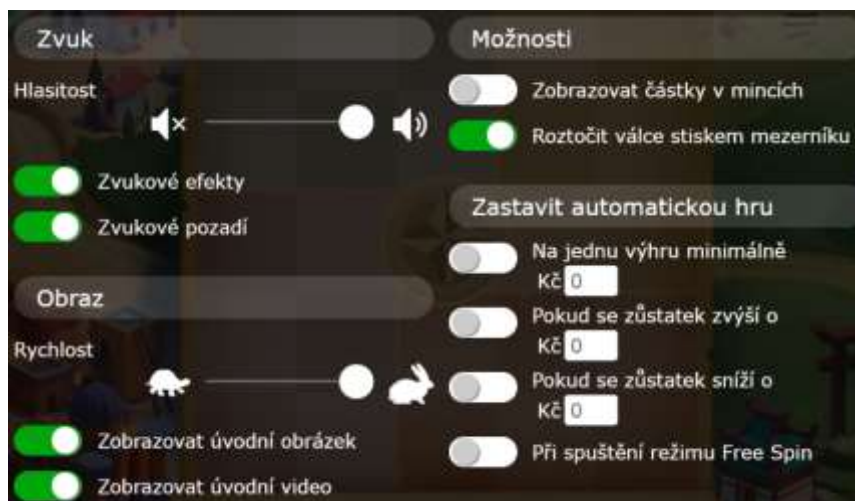 Zvuk
Hlasitost
Zvukové efekty
Zvukové pozadí
Obraz
Rychlost
Zobrazovat úvodní obrázek
Zobrazovat úvodní video
Možnosti
Zobrazovat částky v mincích
Roztočit válce stiskem mezerníku
Zastavit automatickou hru
Na jednu výhru minimálně
Kč 0
Pokud se zůstatek zvýší o
Kč 0
Pokud se zůstatek sníží o
Kč 0
Při spuštění režimu Free Spin